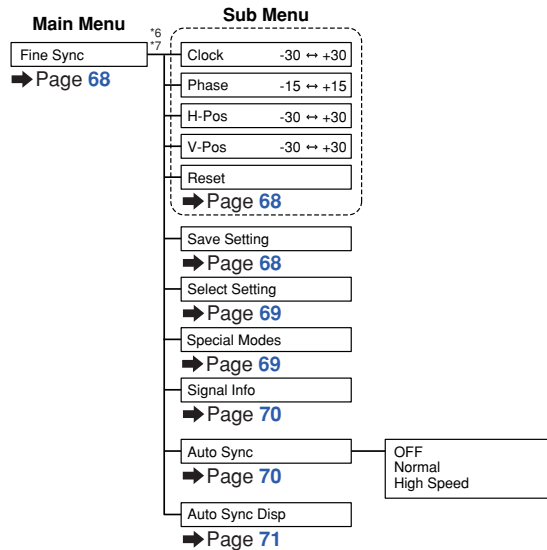 Main Menu
Sub Menu
*6
*7
Fine Sync
➡ Page 68
Clock -30 ↔ +30
Phase -15 ↔ +15
H-Pos -30 ↔ +30
V-Pos -30 ↔ +30
Reset
➡ Page 68
Save Setting
➡ Page 68
Select Setting
➡ Page 69
Special Modes
➡ Page 69
Signal Info
➡ Page 70
Auto Sync
➡ Page 70
OFF
Normal
High Speed
Auto Sync Disp
➡ Page 71